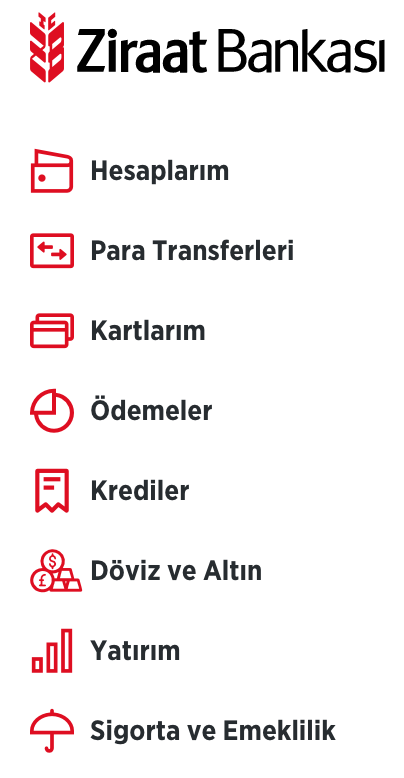 Ziraat Bankası
Hesaplarım
Para Transferleri
Kartlarım
Ödemeler
Krediler
$
£
Döviz ve Altın
Yatırım
Sigorta ve Emeklilik